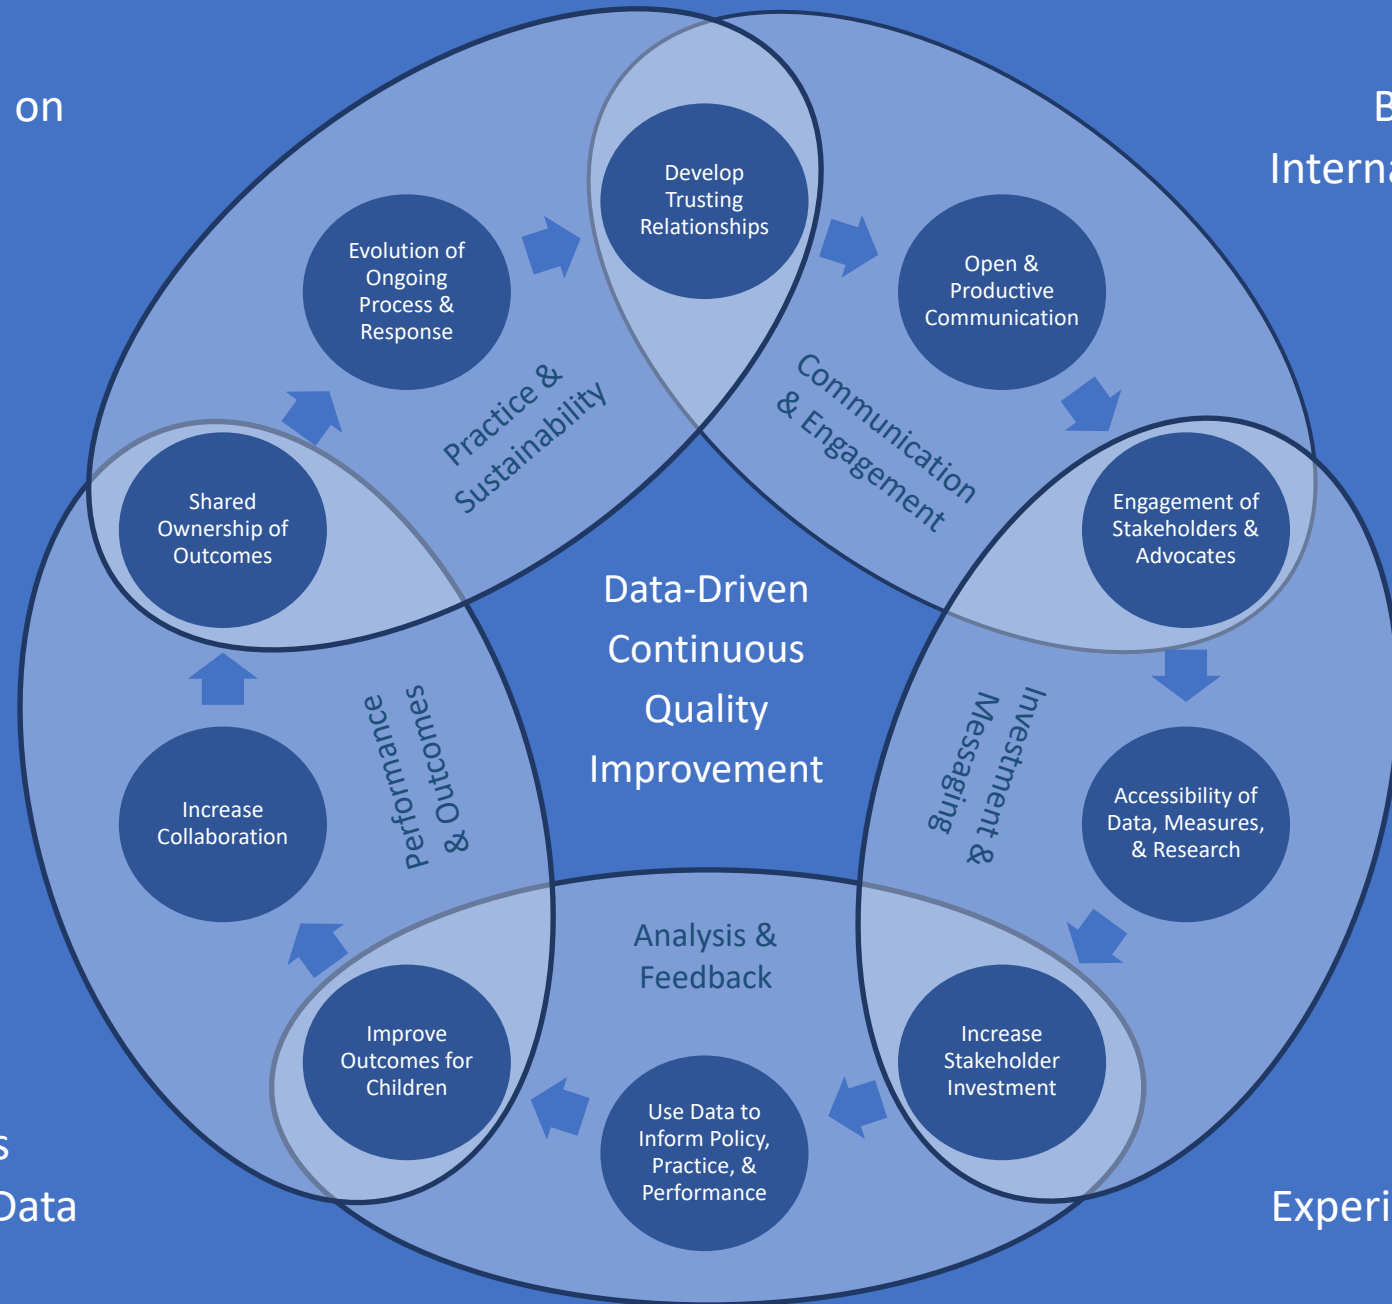 on
Develop
Trusting
Relationships
Evolution of
Ongoing
Process &
Response
Open &
Productive
Communication
Practice &
Sustainability
Communication
& Engagement
Shared
Ownership of
Outcomes
Engagement of
Stakeholders &
Advocates
Data-Driven
Continuous
Quality
Improvement
Performance
& Outcomes
Investment &
Messaging
Increase
Collaboration
Accessibility of
Data, Measures,
& Research
Analysis &
Feedback
Improve
Outcomes for
Children
Increase
Stakeholder
Investment
Use Data to
Inform Policy,
Practice, &
Performance
Data